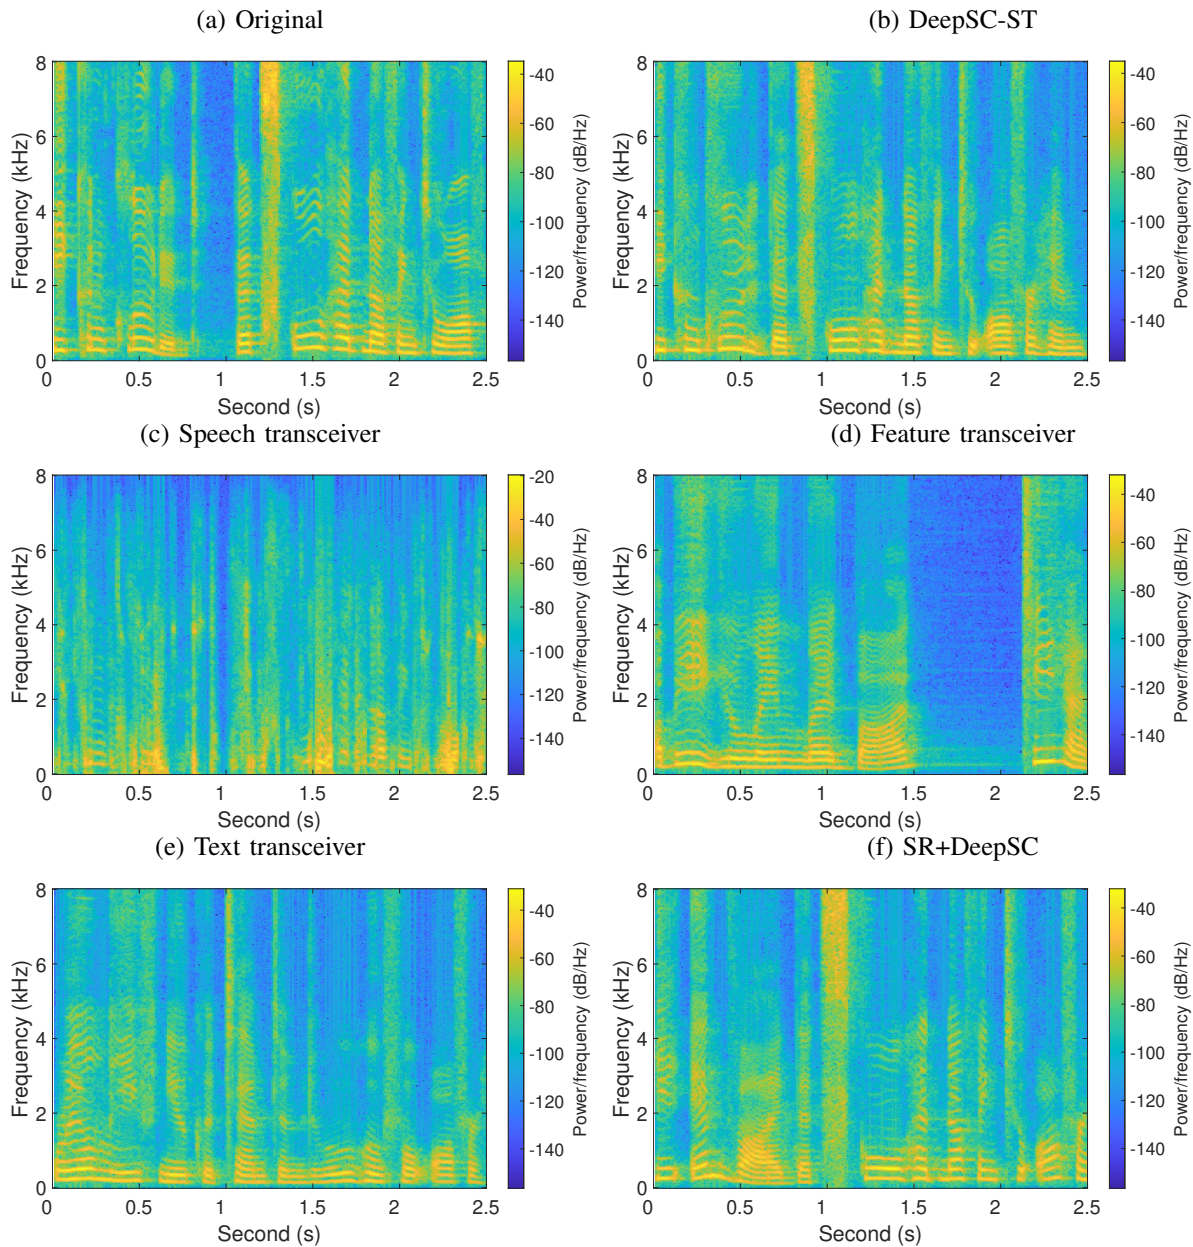 (a) Original
(b) DeepSC-ST
8
6
4
2
0
Frequency (kHz)
0 0.5 1 1.5 2 2.5
Second (s)
-40
-60
-80
-100
-120
-140
Power/frequency (dB/Hz)
8
6
4
2
0
Frequency (kHz)
0 0.5 1 1.5 2 2.5
Second (s)
-40
-60
-80
-100
-120
-140
Power/frequency (dB/Hz)
(c) Speech transceiver
(d) Feature transceiver
8
6
4
2
0
Frequency (kHz)
0 0.5 1 1.5 2 2.5
Second (s)
-20
-40
-60
-80
-100
-120
-140
Power/frequency (dB/Hz)
8
6
4
2
0
Frequency (kHz)
0 0.5 1 1.5 2 2.5
Second (s)
-40
-60
-80
-100
-120
-140
Power/frequency (dB/Hz)
(e) Text transceiver
(f) SR+DeepSC
8
6
4
2
0
Frequency (kHz)
0 0.5 1 1.5 2 2.5
Second (s)
-40
-60
-80
-100
-120
-140
Power/frequency (dB/Hz)
8
6
4
2
0
Frequency (kHz)
0 0.5 1 1.5 2 2.5
Second (s)
-40
-60
-80
-100
-120
-140
Power/frequency (dB/Hz)